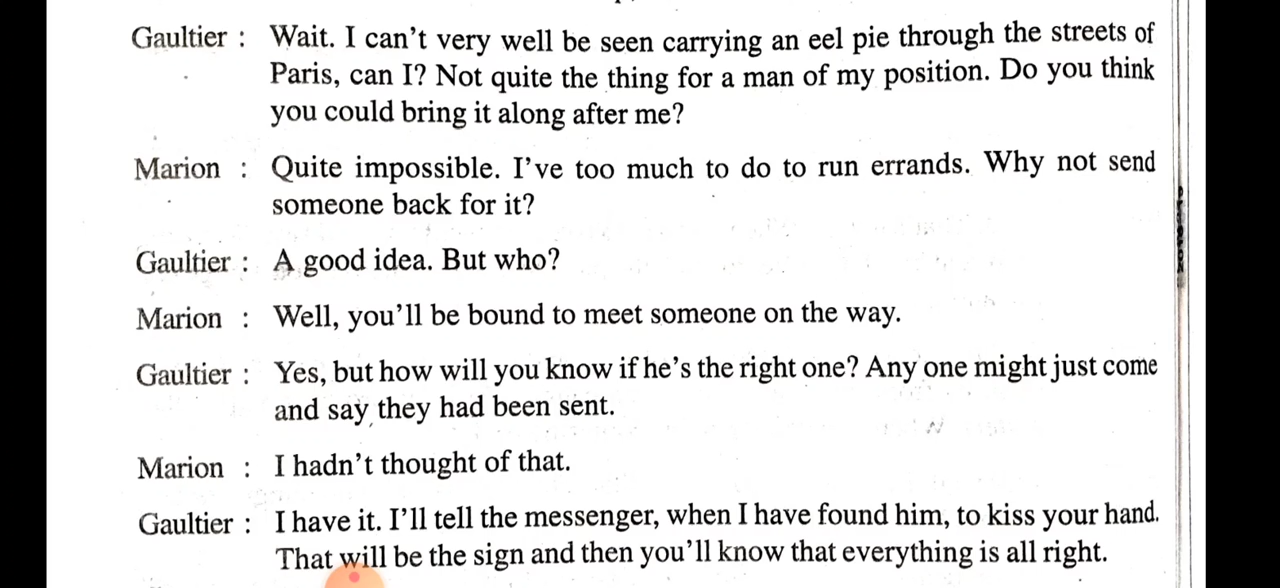 Gaultier : Wait. I can't very well be seen carrying an eel pie through the streets of
Paris, can I? Not quite the thing for a man of my position. Do you think
you could bring it along after me?
Marion : Quite impossible. I've too much to do to run errands. Why not send
someone back for it?
Gaultier : A good idea. But who?
Marion : Well, you'll be bound to meet someone on the way.
Gaultier : Yes, but how will you know if he's the right one? Any one might just come
and say they had been sent.
Marion : I hadn't thought of that.
Gaultier : I have it. I'll tell the messenger, when I have found him, to kiss your hand.
That will be the sign and then you'll know that everything is all right.